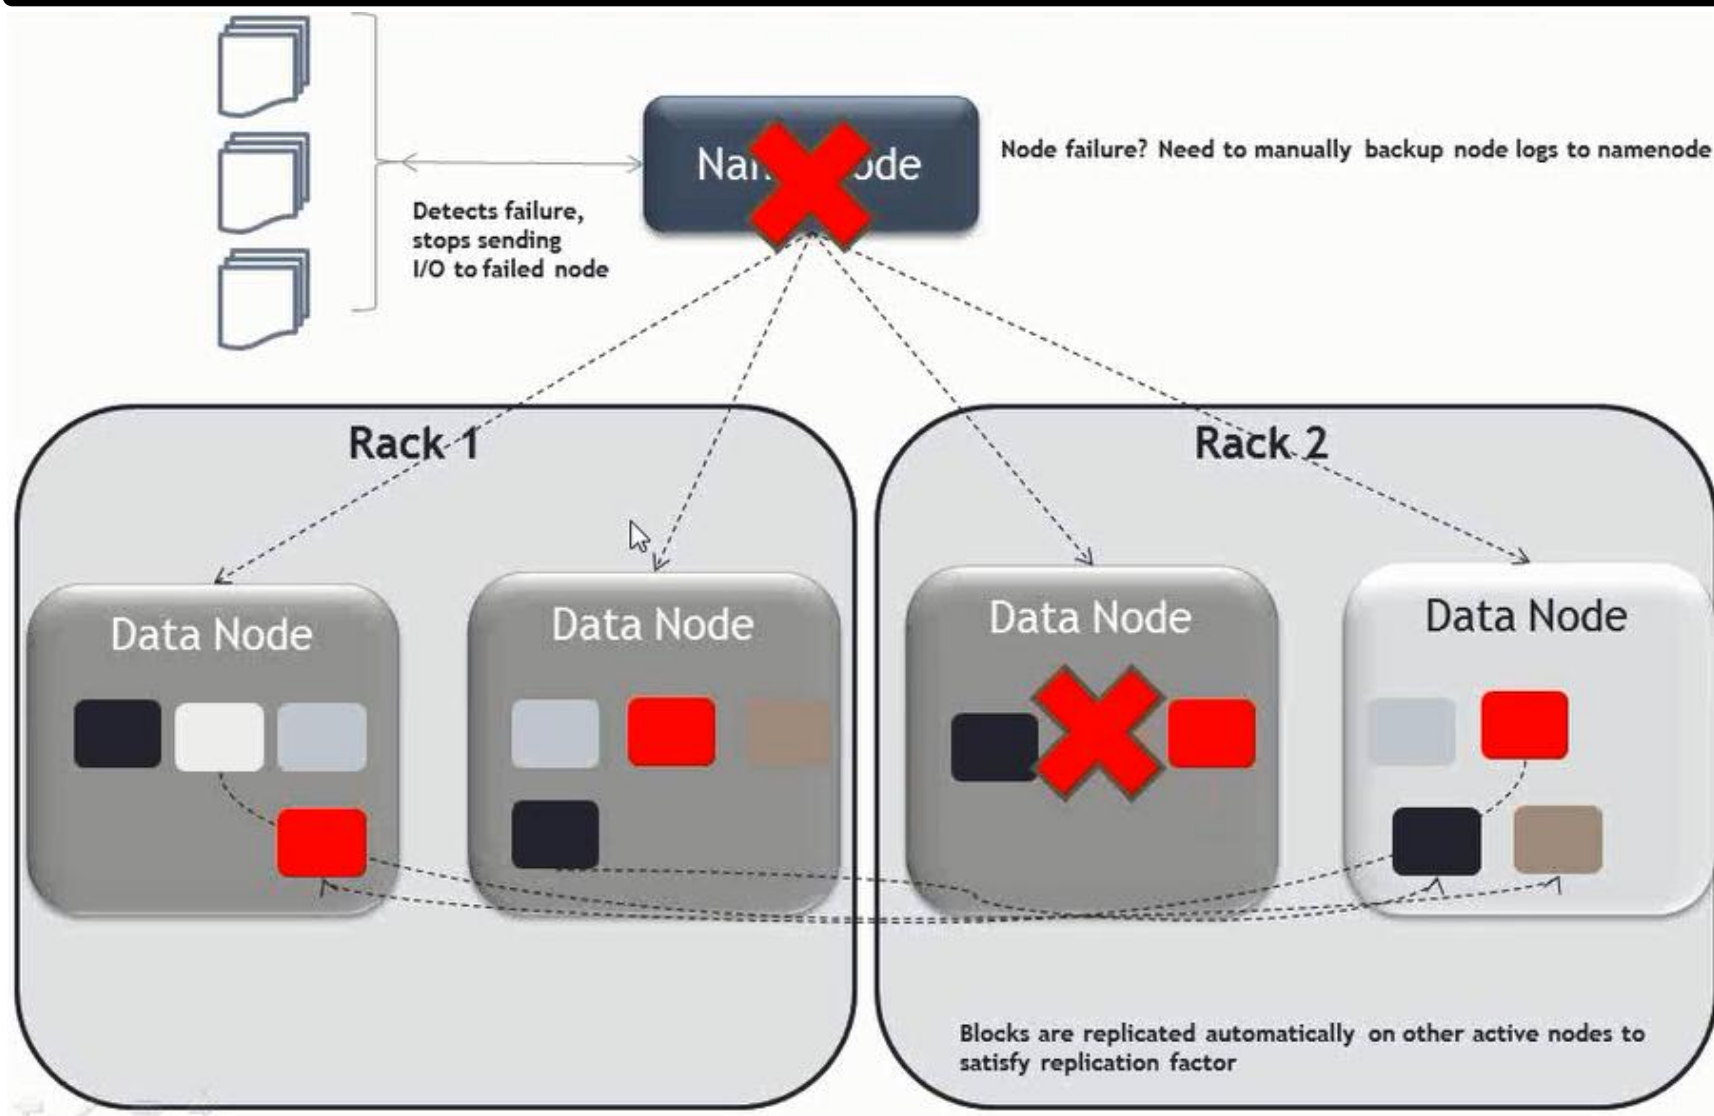 Name Node
Node failure? Need to manually backup node logs to namenode
Detects failure,
stops sending
I/O to failed node
Rack 1
Rack 2
Data Node
Data Node
Data Node
Data Node
Blocks are replicated automatically on other active nodes to
satisfy replication factor